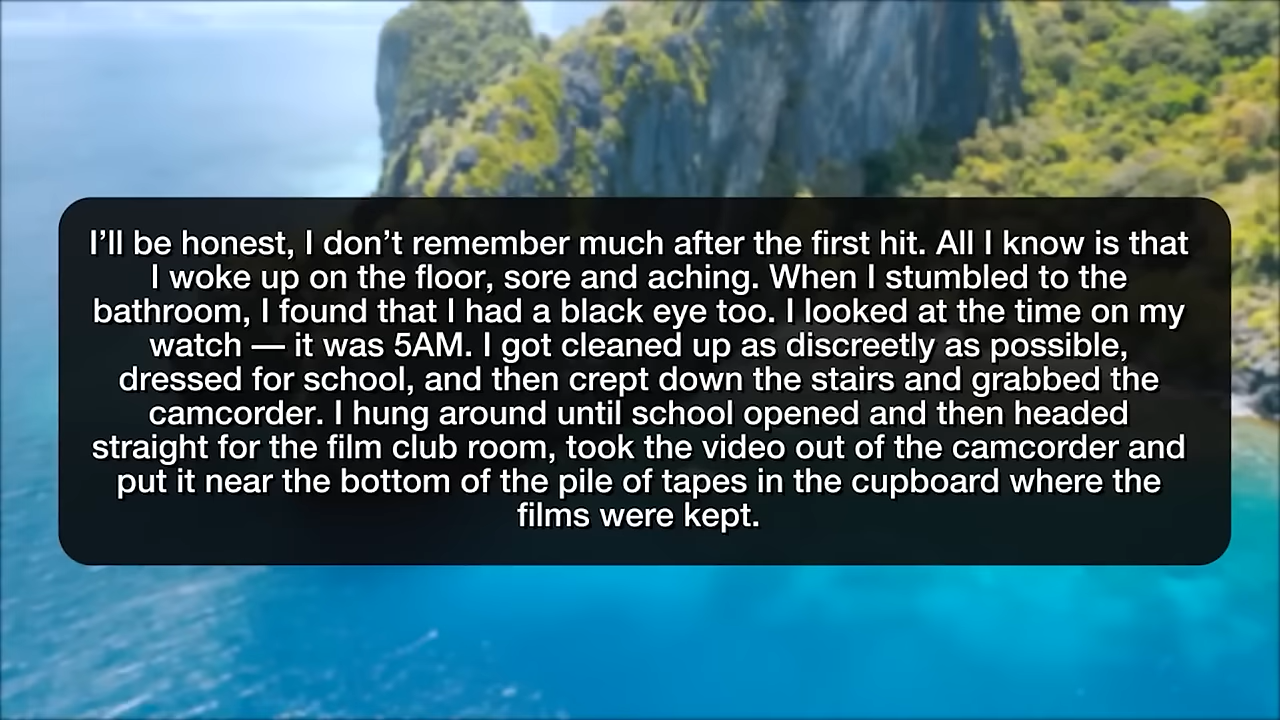 I’ll be honest, I don’t remember much after the first hit. All I know is that
I woke up on the floor, sore and aching. When I stumbled to the
bathroom, I found that I had a black eye too. I looked at the time on my
watch — it was 5AM. I got cleaned up as discreetly as possible,
dressed for school, and then crept down the stairs and grabbed the
camcorder. I hung around until school opened and then headed
straight for the film club room, took the video out of the camcorder and
put it near the bottom of the pile of tapes in the cupboard where the
films were kept.